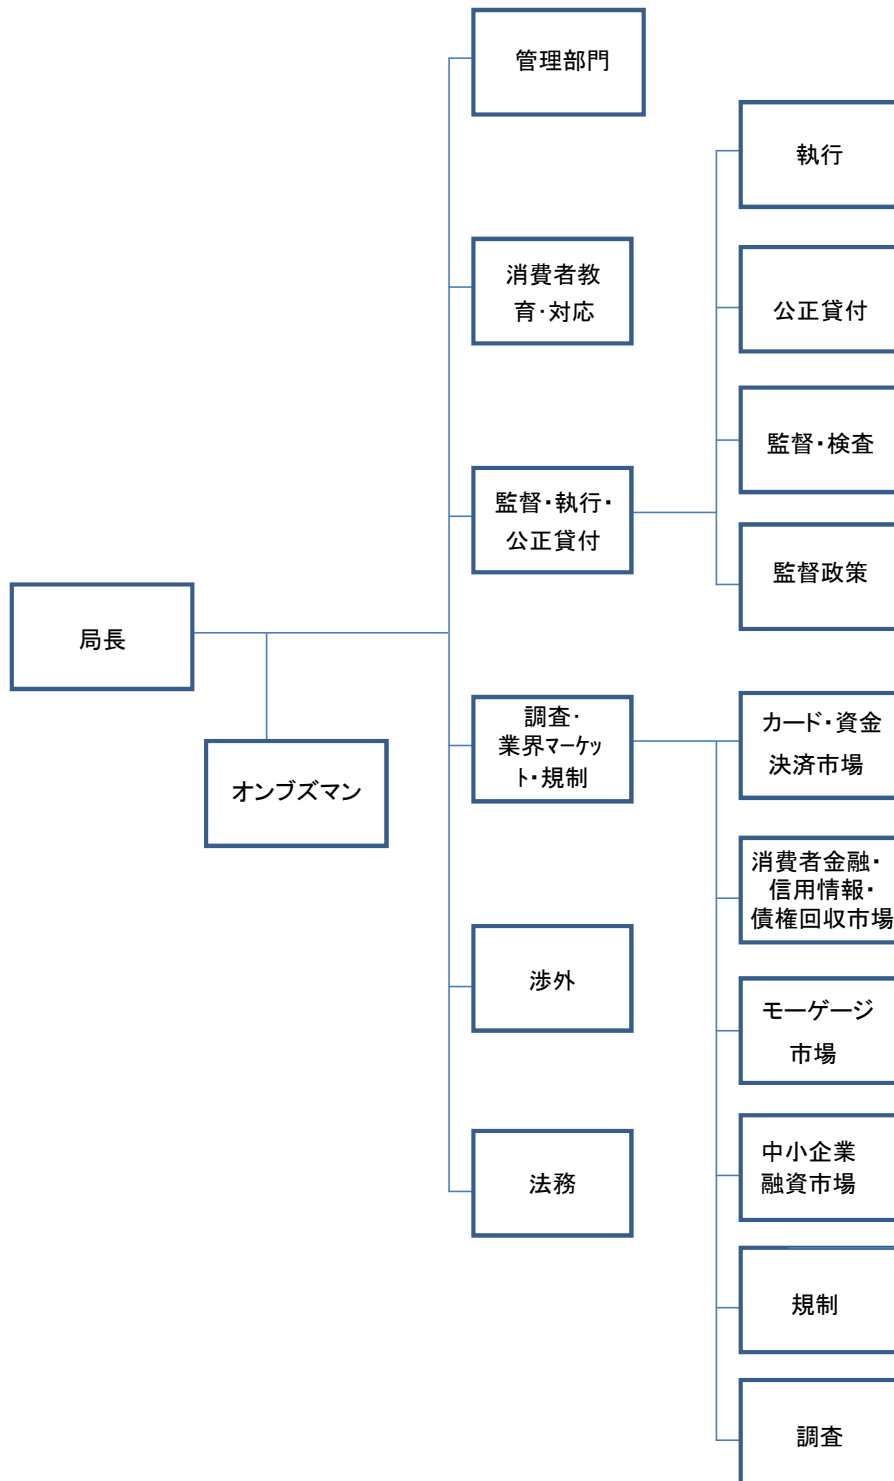 管理部門
執行
消費者教
育・対応
公正貸付
監督・検査
監督・執行・
公正貸付
監督政策
局長
オンブズマン
調査・
業界マーケッ
ト・規制
カード・資金
決済市場
消費者金融・
信用情報・
債権回収市場
渉外
モーゲージ
市場
中小企業
融資市場
法務
規制
調査